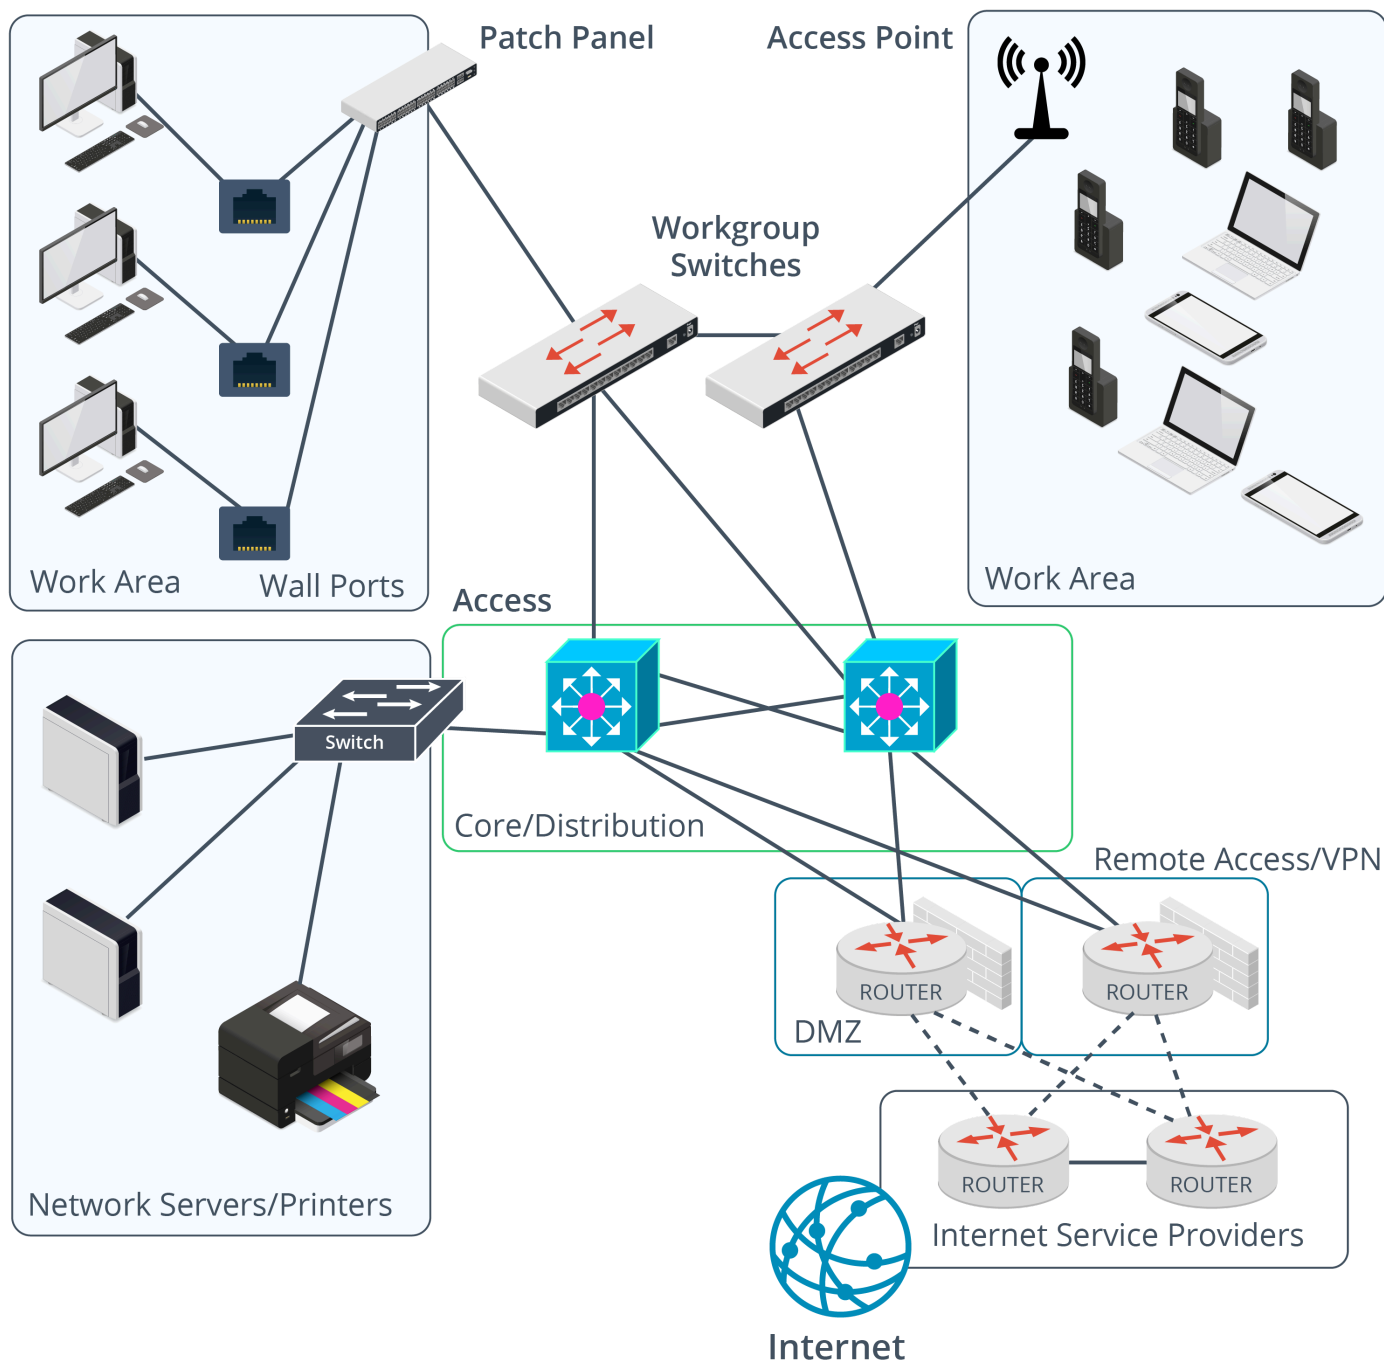 Patch Panel
Access Point
Workgroup
Switches
Work Area
Wall Ports
Work Area
Access
Switch
Core/Distribution
Remote Access/VPN
ROUTER
ROUTER
DMZ
ROUTER
ROUTER
Network Servers/Printers
Internet Service Providers
Internet